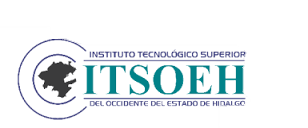 INSTITUTO TECNOLÓGICO SUPERIOR
ITSOEH
DEL OCCIDENTE DEL ESTADO DE HIDALGO